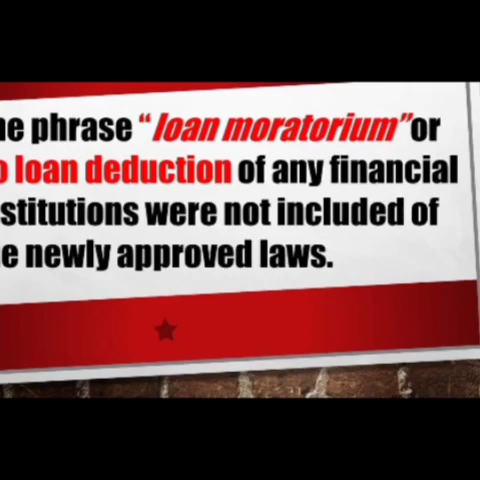 he phrase “loan moratorium” or
o loan deduction of any financial
stitutions were not included of
e newly approved laws.